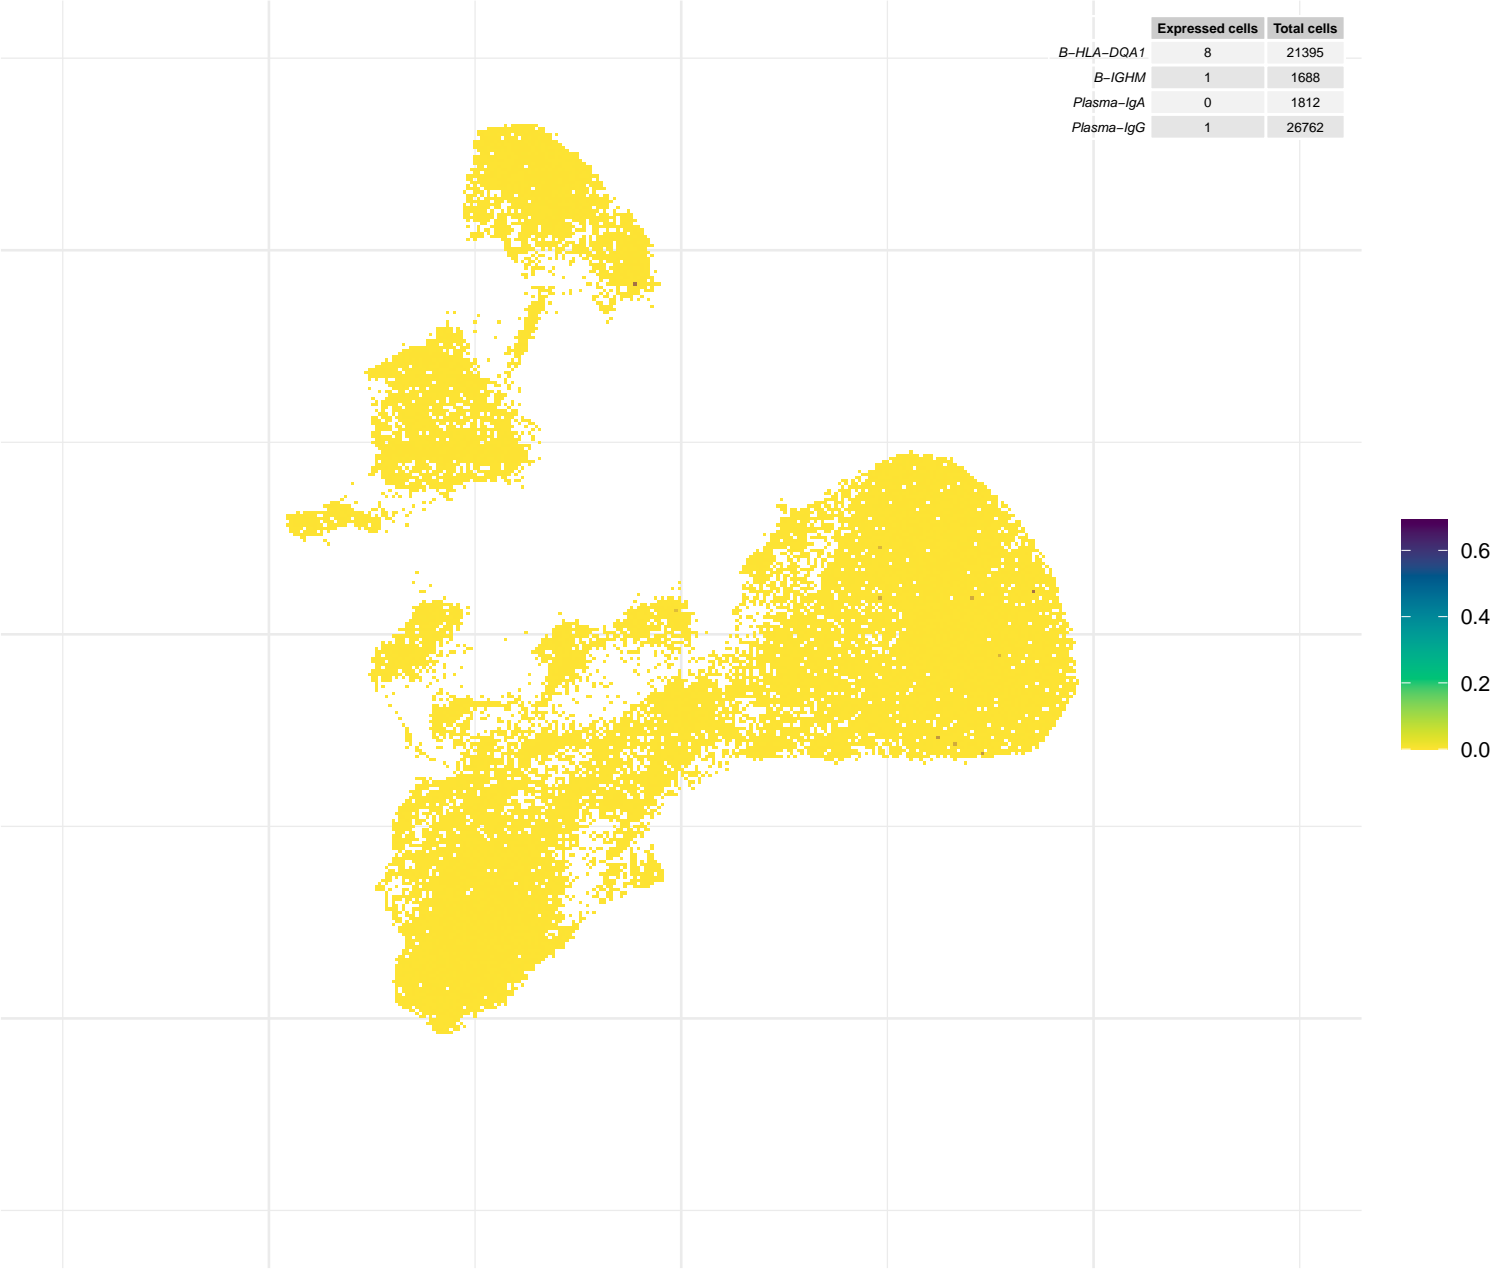 Expressed cells Total cells
B−HLA−DQA1 8 21395
B−IGHM 1 1688
Plasma−IgA 0 1812
Plasma−IgG 1 26762
0.6
0.4
0.2
0.0